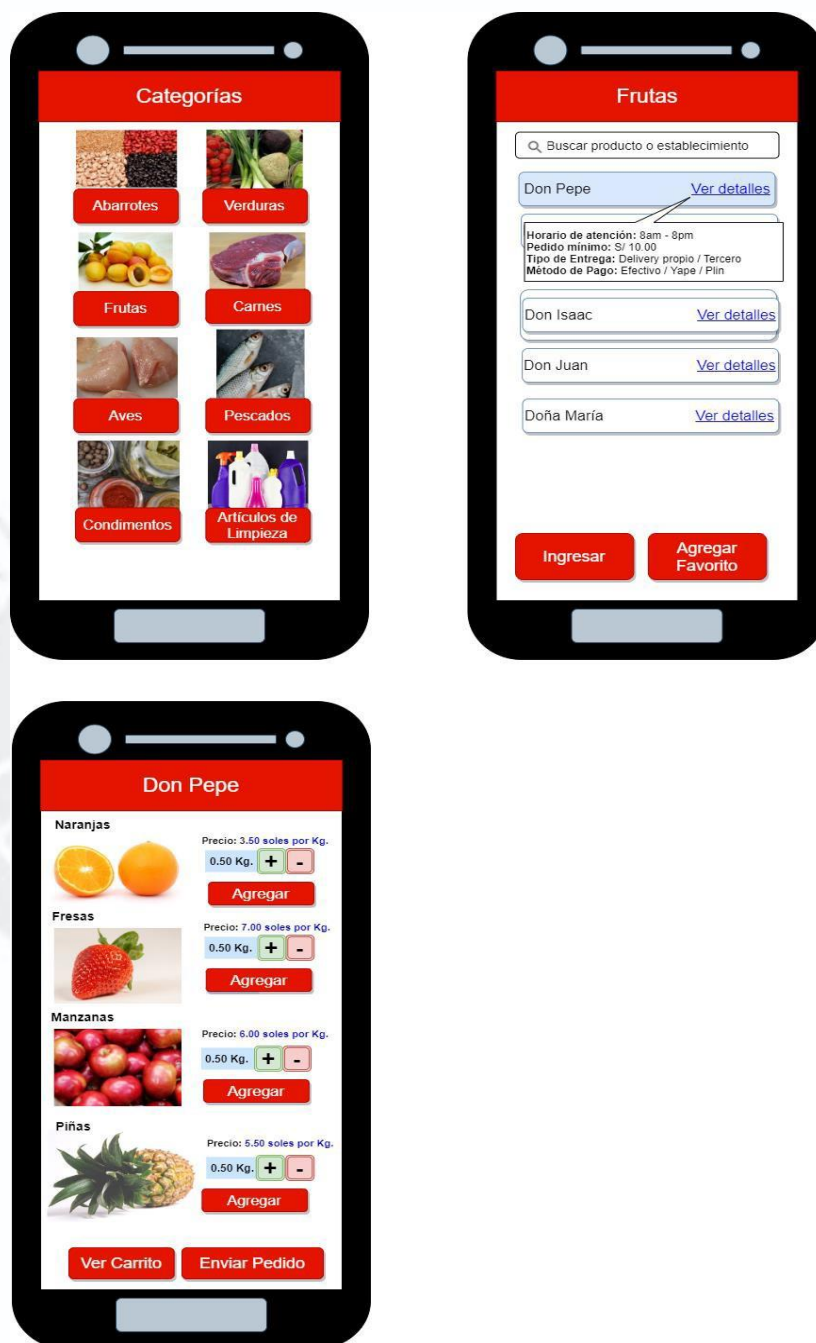 Categorías
Abarrotes
Verduras
Frutas
Carnes
Aves
Pescados
Condimentos
Artículos de
Limpieza
Frutas
Buscar producto o establecimiento
Don Pepe
Ver detalles
Horario de atención: 8am - 8pm
Pedido mínimo: S/ 10.00
Tipo de Entrega: Delivery propio / Tercero
Método de Pago: Efectivo / Yape / Plin
Don Isaac
Ver detalles
Don Juan
Ver detalles
Doña María
Ver detalles
Ingresar
Agregar
Favorito
Don Pepe
Naranjas
Precio: 3.50 soles por Kg.
0.50 Kg. + -
Agregar
Fresas
Precio: 7.00 soles por Kg.
0.50 Kg. + -
Agregar
Manzanas
Precio: 6.00 soles por Kg.
0.50 Kg. + -
Agregar
Piñas
Precio: 5.50 soles por Kg.
0.50 Kg. + -
Agregar
Ver Carrito
Enviar Pedido